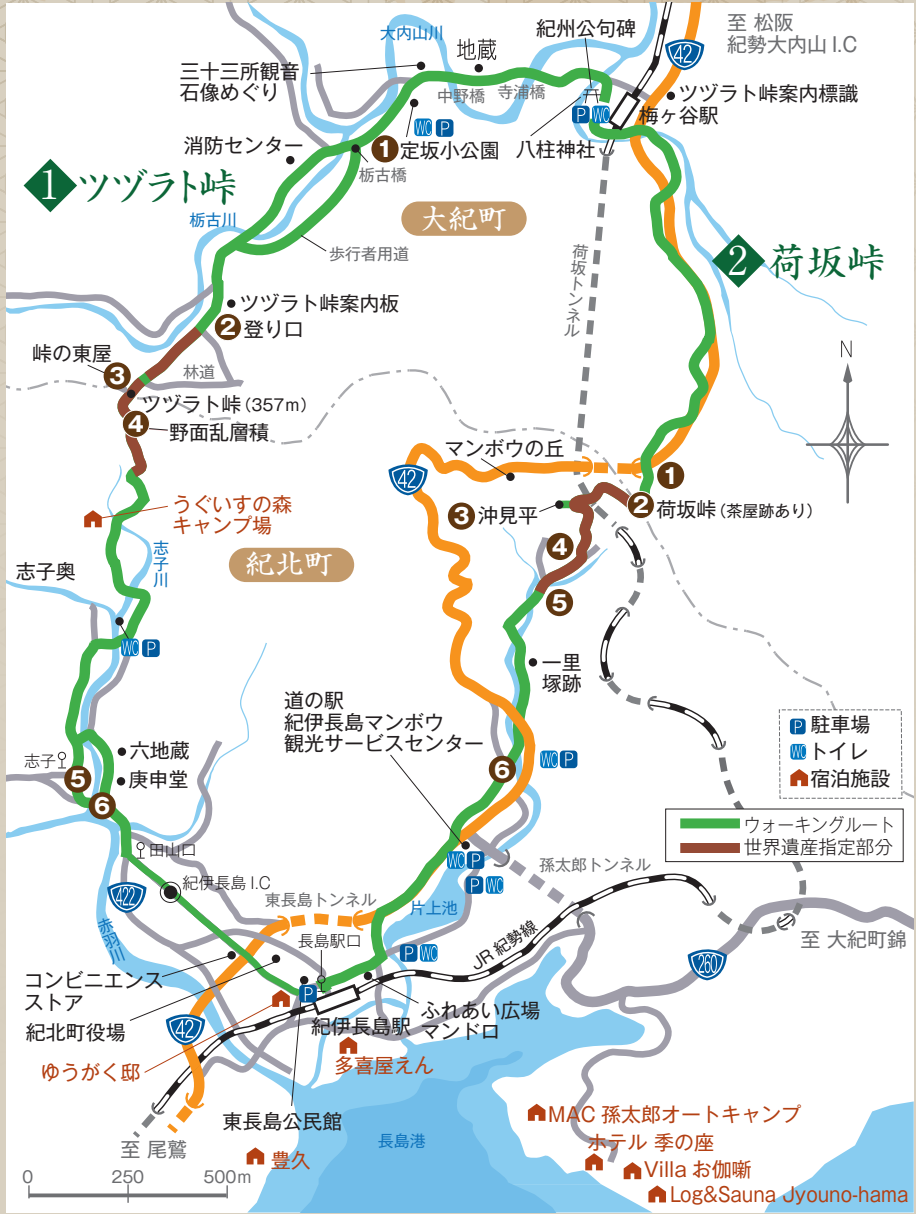 至 松阪
紀勢大内山 I.C
42
大内山川
地蔵
紀州公句碑
三十三所観音
石像めぐり
中野橋
寺浦橋
ツヅラト峠案内標識
梅ヶ谷駅
P WC
WC P
八柱神社
消防センター
1 定坂小公園
栃古橋
1 ツヅラト峠
栃古川
大紀町
歩行者用道
荷坂トンネル
2 荷坂峠
ツヅラト峠案内板
2 登り口
N
峠の東屋
3
林道
ツヅラト峠 (357m)
4
野面乱層積
マンボウの丘
42
1
2 荷坂峠 (茶屋跡あり)
3 沖見平
うぐいすの森
キャンプ場
4
志子川
紀北町
志子奥
5
WC P
一里
塚跡
道の駅
紀伊長島マンボウ
観光サービスセンター
P 駐車場
WC トイレ
宿泊施設
志子
六地蔵
庚申堂
5
6
6
WC P
ウォーキングルート
世界遺産指定部分
田山口
WC P
P WC
孫太郎トンネル
紀伊長島 I.C
422
東長島トンネル
片上池
赤羽川
長島駅口
P WC
JR 紀勢線
至 大紀町錦
260
コンビニエンス
ストア
P
紀北町役場
42
紀伊長島駅
ふれあい広場
マンドロ
ゆうがく邸
多喜屋えん
東長島公民館
至 尾鷲
長島港
豊久
MAC 孫太郎オートキャンプ
ホテル 季の座
Villa お伽噺
Log&Sauna Jyouno-hama
0 250 500m